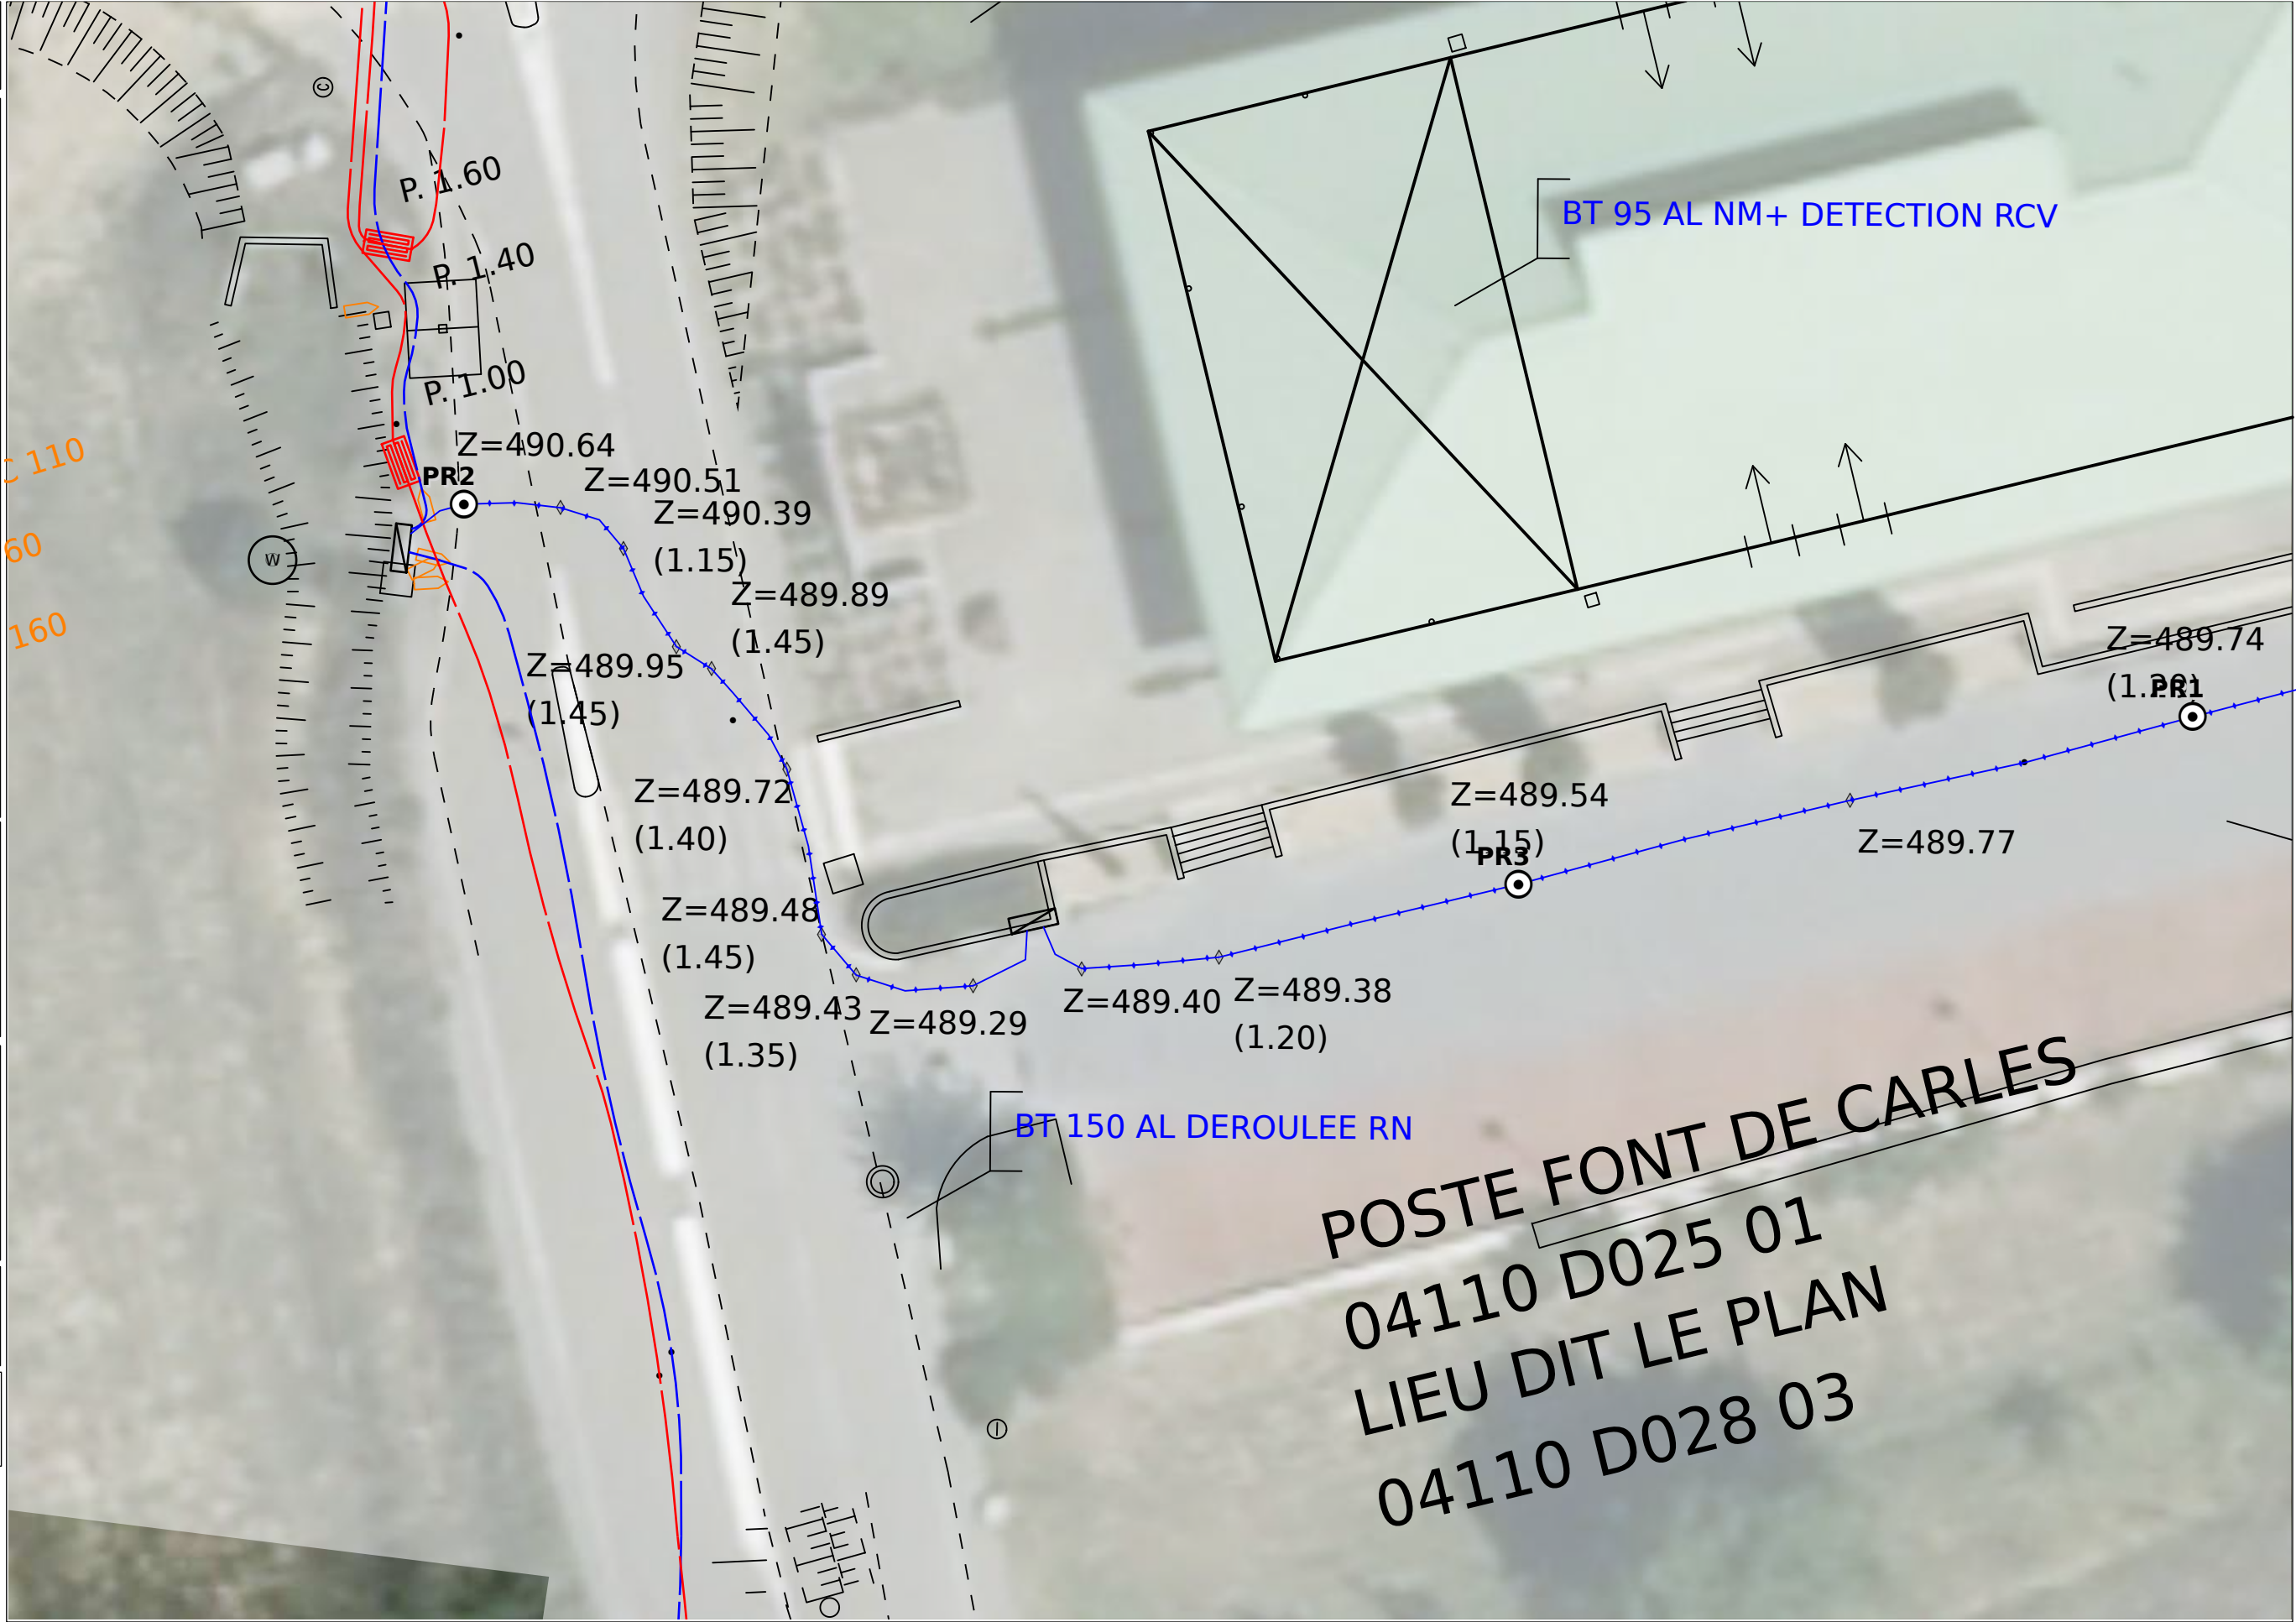 P. 1.60
BT 95 AL NM+ DETECTION RCV
P. 1.40
P. 1.00
C 110
Z=490.64
PR2
Z=490.51
Z=490.39
(1.15)
60
W
Z=489.89
(1.45)
160
Z=489.95
(1.45)
Z=489.74
(1.20)
PR1
Z=489.72
(1.40)
Z=489.54
(1.15)
PR3
Z=489.77
Z=489.48
(1.45)
Z=489.43
(1.35)
Z=489.29
Z=489.40
Z=489.38
(1.20)
BT 150 AL DEROULEE RN
POSTE FONT DE CARLES
04110 D025 01
LIEU DIT LE PLAN
04110 D028 03